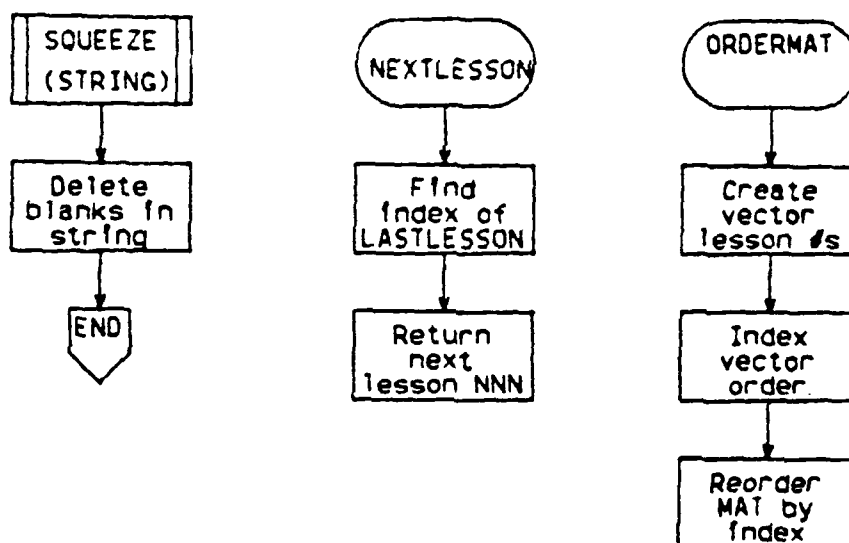 SQUEEZE
(STRING)
Delete
blanks in
string
END
NEXTLESSON
Find
index of
LASTLESSON
Return
next
lesson NNN
ORDERMAT
Create
vector
lesson #s
Index
vector
order
Reorder
MAT by
index